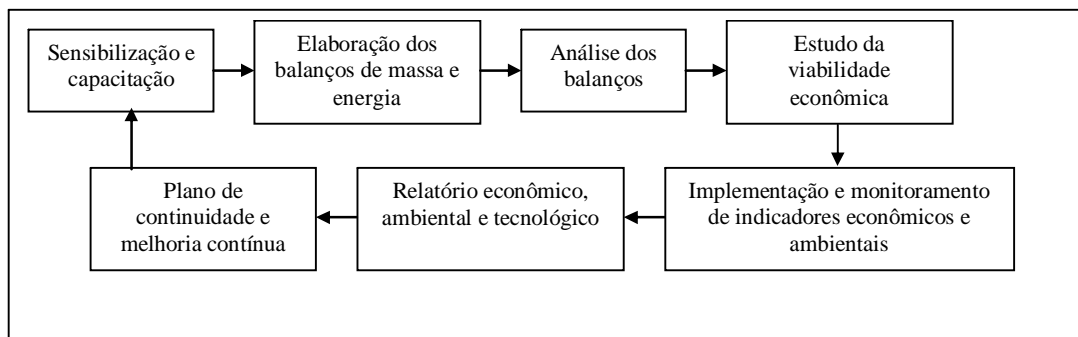 Sensibilização e
capacitação
Elaboração dos
balanços de massa e
energia
Análise dos
balanços
Estudo da
viabilidade
econômica
Implementação e monitoramento
de indicadores econômicos e
ambientais
Relatório econômico,
ambiental e tecnológico
Plano de
continuidade e
melhoria contínua